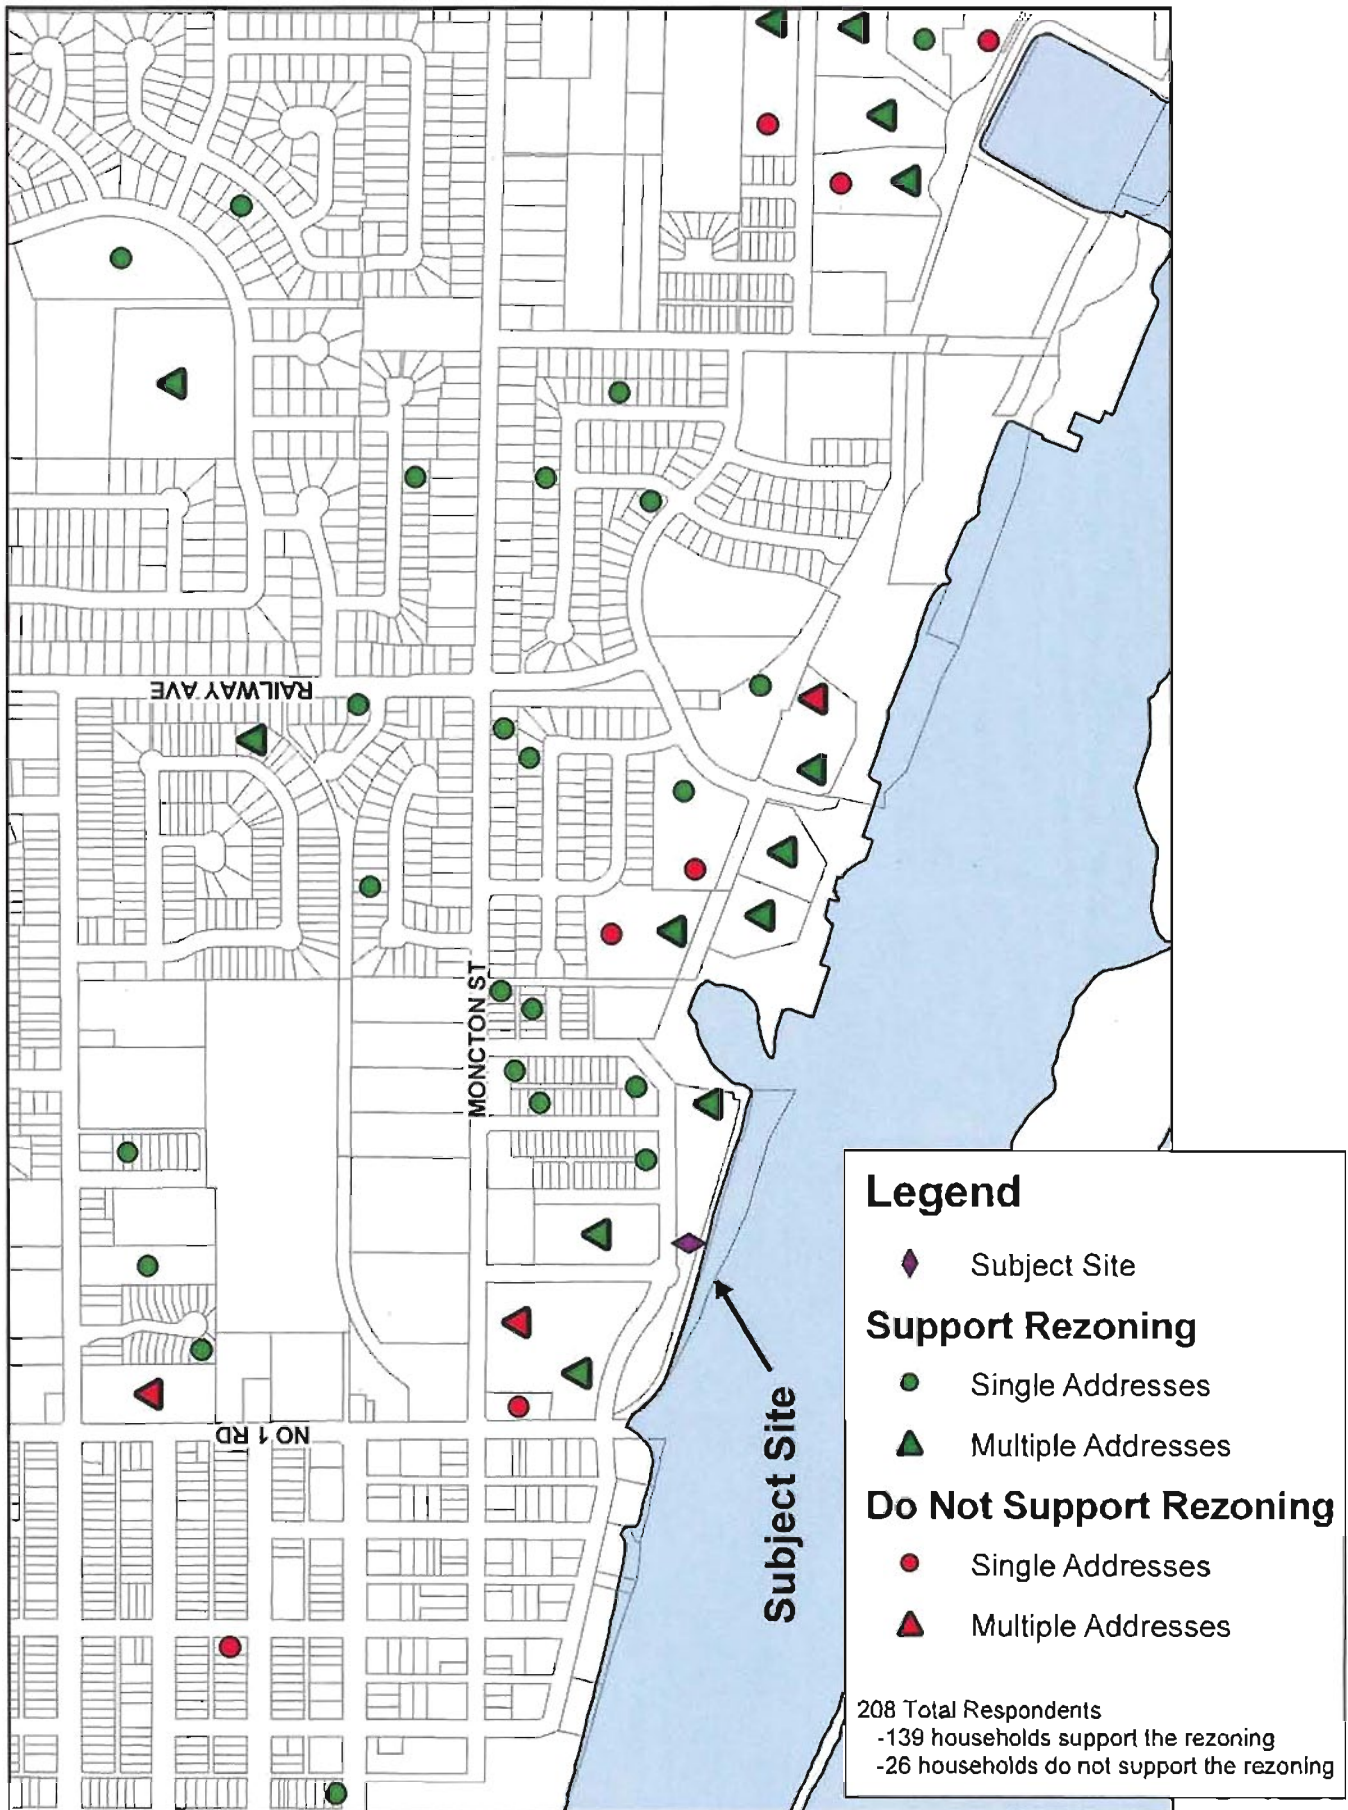 RAILWAY AVE
MONCTON ST
NO 1 RD
Subject Site
Legend
Subject Site
Support Rezoning
Single Addresses
Multiple Addresses
Do Not Support Rezoning
Single Addresses
Multiple Addresses
208 Total Respondents
-139 households support the rezoning
-26 households do not support the rezoning